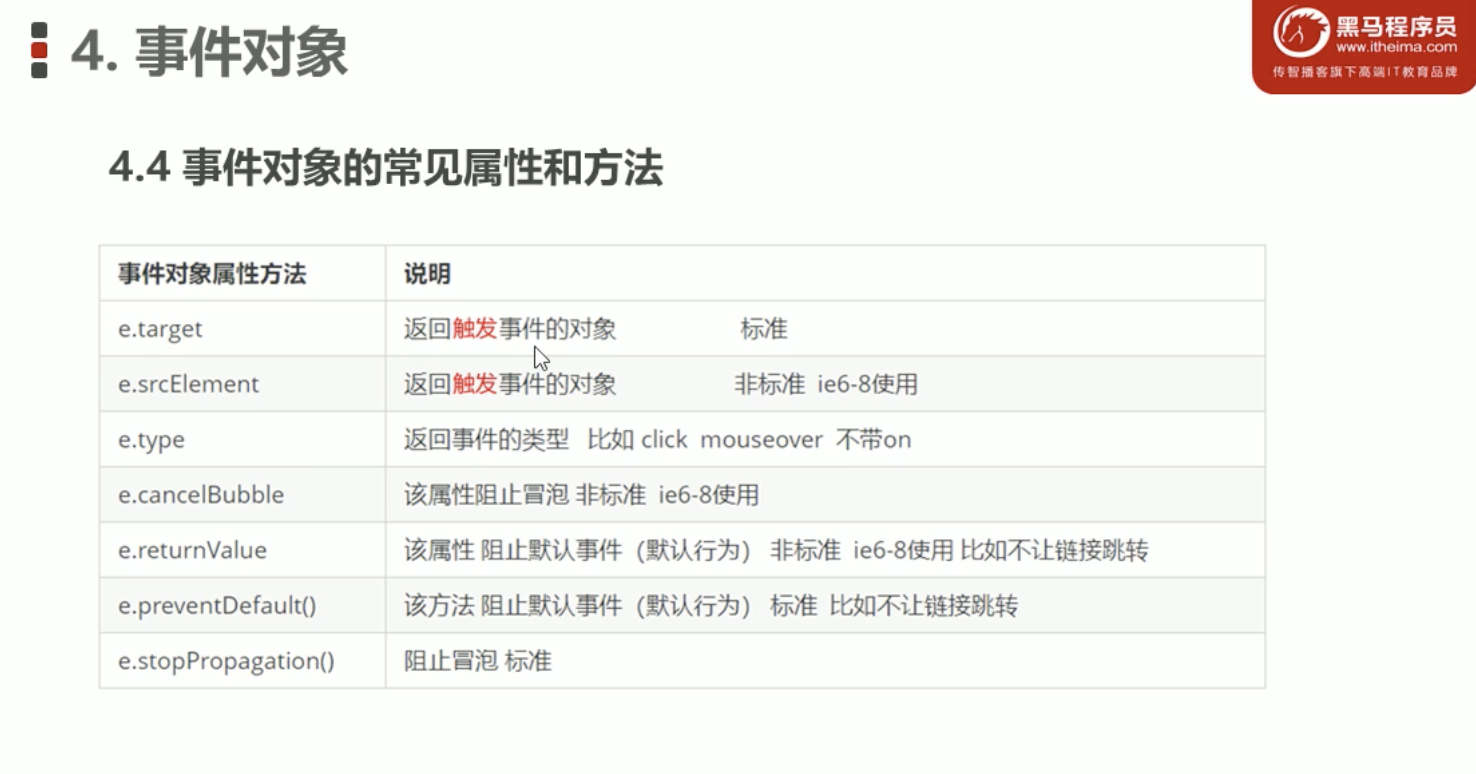 4. 事件对象
黑马程序员
www.itheima.com
传智播客旗下高端IT教育品牌
4.4 事件对象的常见属性和方法
事件对象属性方法 说明
e.target 返回触发事件的对象 标准
e.srcElement 返回触发事件的对象 非标准 ie6-8使用
e.type 返回事件的类型 比如 click mouseover 不带on
e.cancelBubble 该属性阻止冒泡 非标准 ie6-8使用
e.returnValue 该属性 阻止默认事件（默认行为） 非标准 ie6-8使用 比如不让链接跳转
e.preventDefault() 该方法 阻止默认事件（默认行为） 标准 比如不让链接跳转
e.stopPropagation() 阻止冒泡 标准